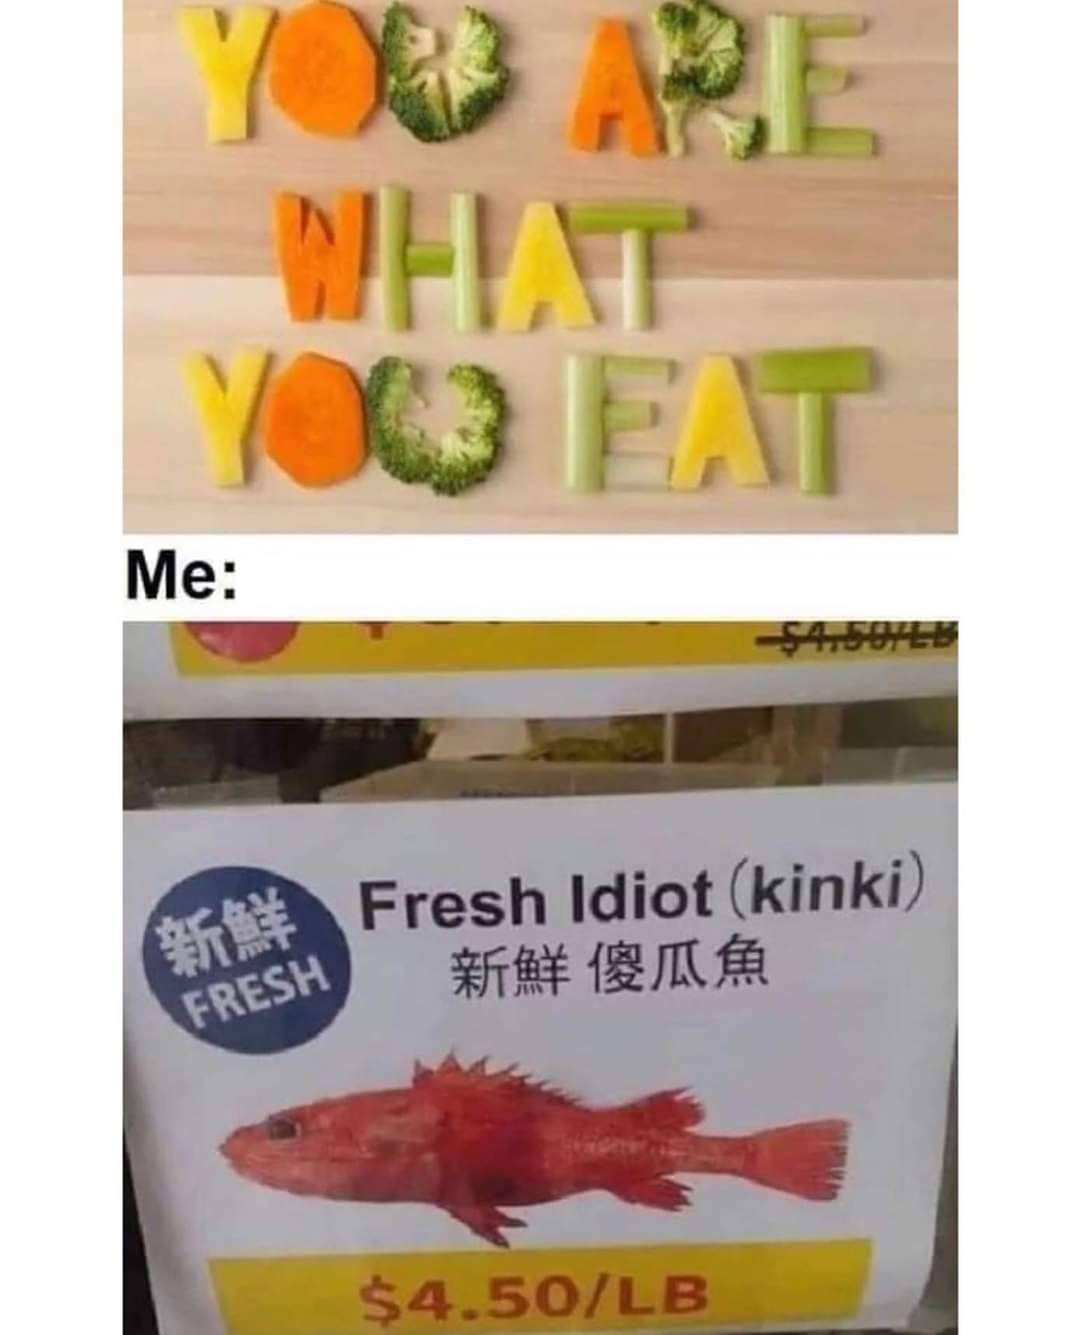 YOU ARE
WHAT
YOU EAT
Me:
$4.50/LB
新鮮
FRESH
Fresh Idiot (kinki)
新鮮 傻瓜魚
$4.50/LB